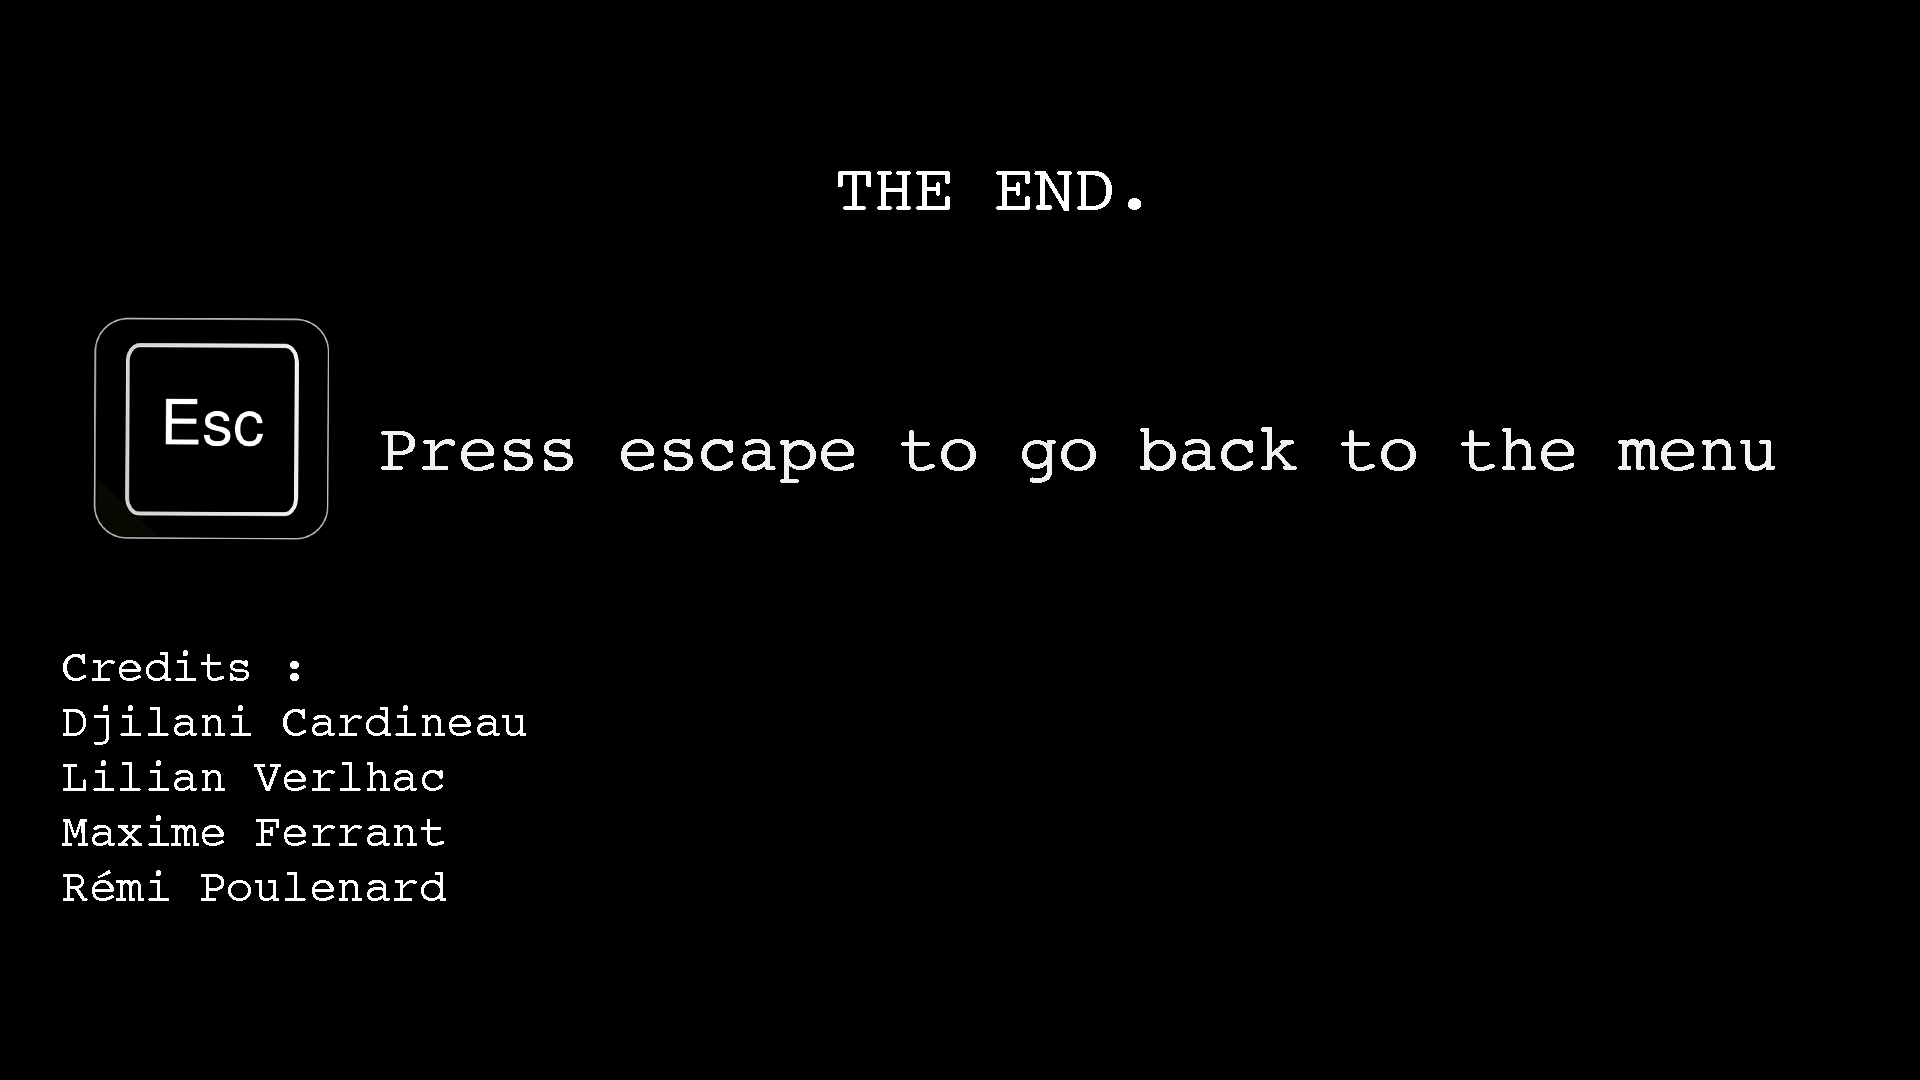 THE END.
Esc
Press escape to go back to the menu
Credits :
Djilani Cardineau
Lilian Verlhac
Maxime Ferrant
Rémi Poulenard